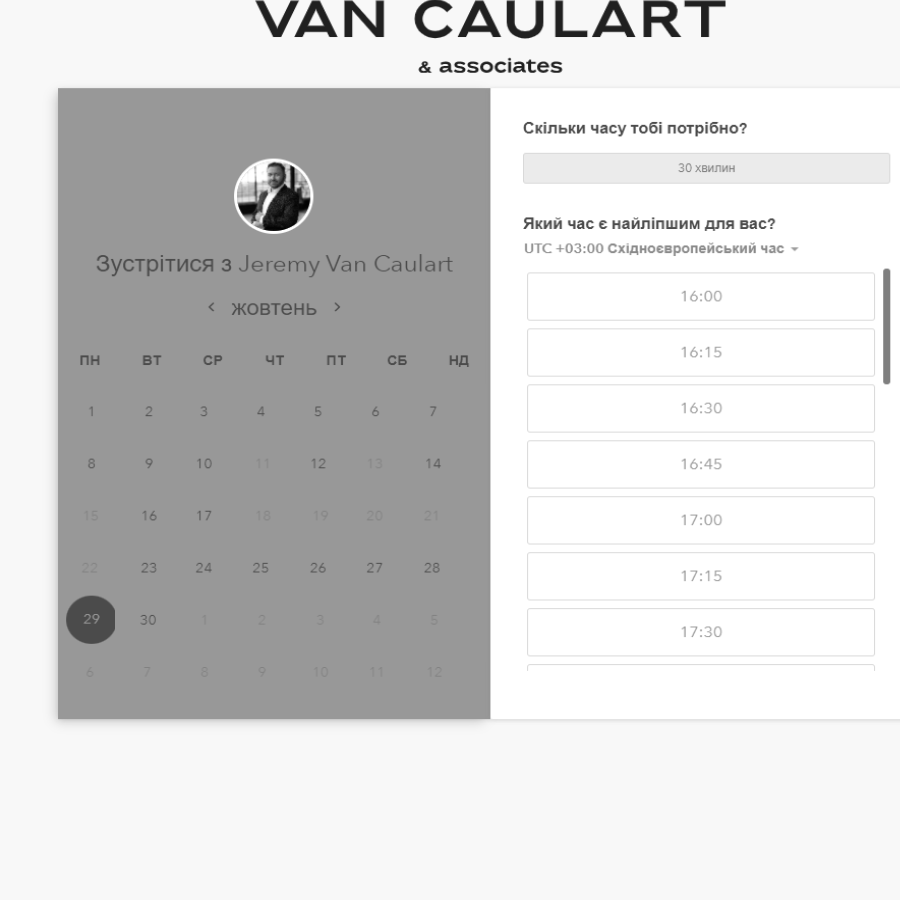 VAN CAULART
& associates
Зустрітися з Jeremy Van Caulart
жовтень
ПН ВТ СР ЧТ ПТ СБ НД
1 2 3 4 5 6 7
8 9 10 11 12 13 14
15 16 17 18 19 20 21
22 23 24 25 26 27 28
29 30 1 2 3 4 5
6 7 8 9 10 11 12
Скільки часу тобі потрібно?
30 хвилин
Який час є найліпшим для вас?
UTC +03:00 Східноєвропейський час
16:00
16:15
16:30
16:45
17:00
17:15
17:30